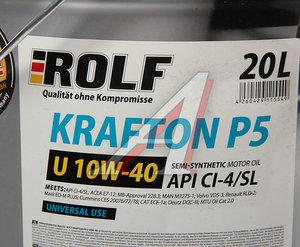 ROLF
Qualität ohne Kompromisse
20L
4260429155549
KRAFTON P5
U 10W-40
SEMI-SYNTHETIC MOTOR OIL
API CI-4/SL
MEETS: API CI-4/SL; ACEA E7-12; MB-Approval 228.3; MAN M3275-1; Volvo VDS-3; Renault RLD-2;
Mack EO-M PLUS; Cummins CES 20076/77/78; CAT ECF-1a; Deutz DQC-III; MTU Oil Cat 2.0
UNIVERSAL USE